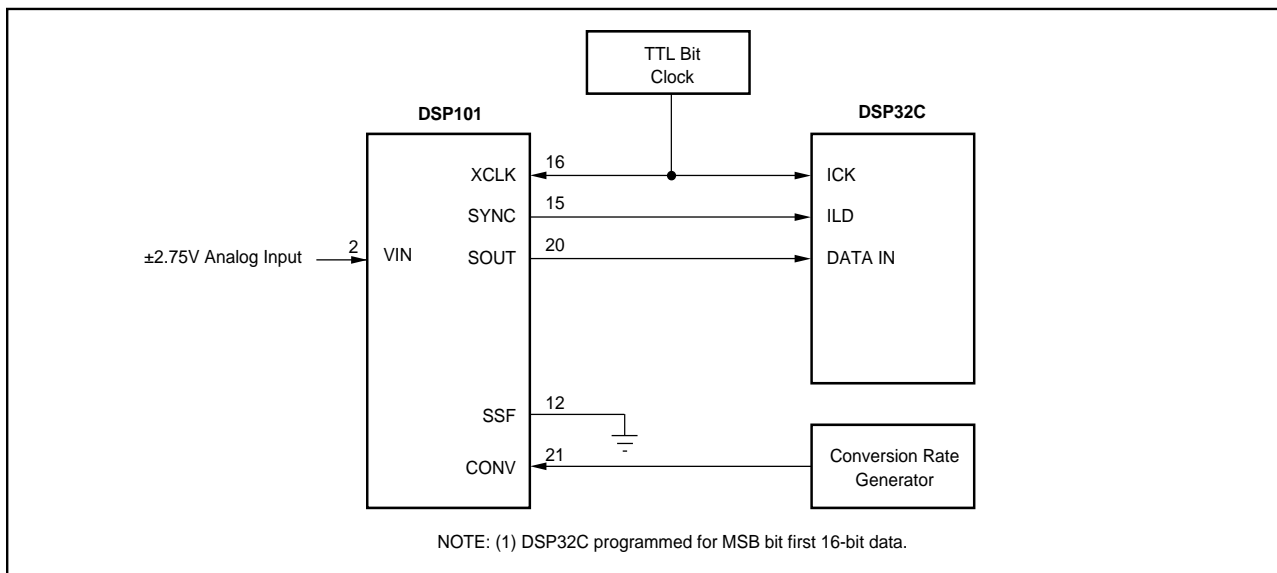 TTL Bit
Clock
DSP101
DSP32C
XCLK
16
ICK
SYNC
15
ILD
±2.75V Analog Input
2
VIN
SOUT
20
DATA IN
SSF
12
CONV
21
Conversion Rate
Generator
NOTE: (1) DSP32C programmed for MSB bit first 16-bit data.